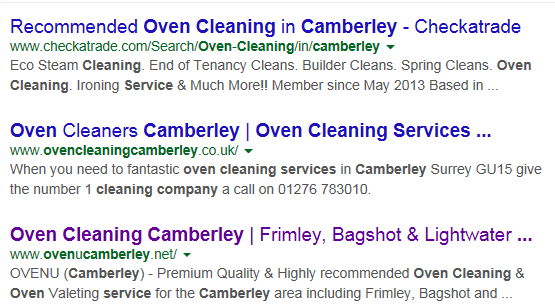 Recommended Oven Cleaning in Camberley - Checkatrade
www.checkatrade.com/Search/Oven-Cleaning/in/camberley
Eco Steam Cleaning. End of Tenancy Cleans. Builder Cleans. Spring Cleans. Oven
Cleaning. Ironing Service & Much More!! Member since May 2013 Based in ...
Oven Cleaners Camberley | Oven Cleaning Services ...
www.ovencleaningcamberley.co.uk/
When you need to fantastic oven cleaning services in Camberley Surrey GU15 give
the number 1 cleaning company a call on 01276 783010.
Oven Cleaning Camberley | Frimley, Bagshot & Lightwater ...
www.ovenucamberley.net/
OVENU (Camberley) - Premium Quality & Highly recommended Oven Cleaning &
Oven Valeting service for the Camberley area including Frimley, Bagshot and ...